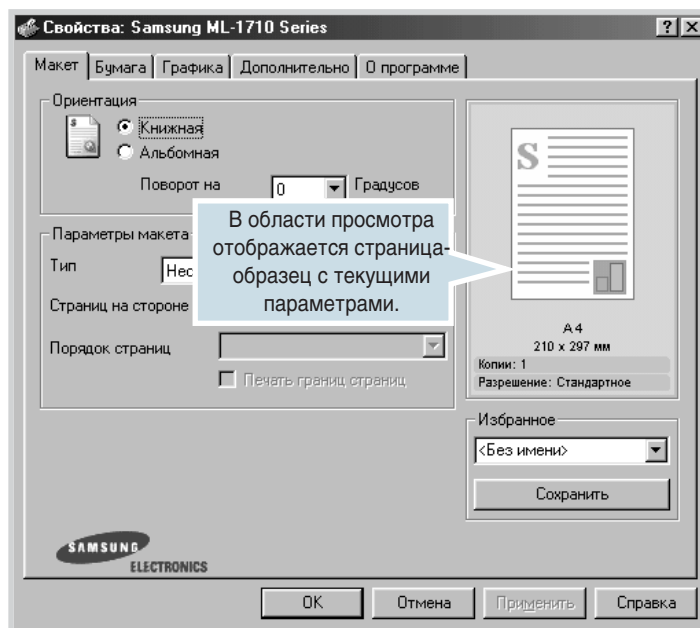 Свойства: Samsung ML-1710 Series
Макет Бумага Графика Дополнительно О программе
Ориентация
Книжная
Альбомная
Поворот на 0 Градусов
Параметры макета
Тип
Страниц на стороне
Порядок страниц
Печать границ страниц
В области просмотра
отображается страница-
образец с текущими
параметрами.
S
A4
210 x 297 мм
Копии: 1
Разрешение: Стандартное
Избранное
<Без имени>
Сохранить
SAMSUNG
ELECTRONICS
OK Отмена Применить Справка